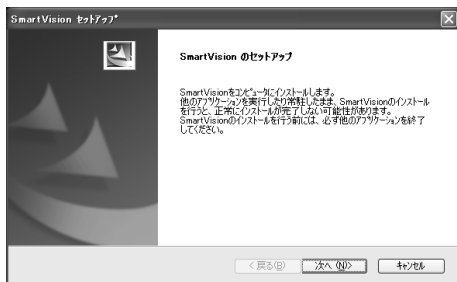 SmartVision ｾｯﾄｱｯﾌﾟ
SmartVision のｾｯﾄｱｯﾌﾟ
SmartVisionをｺﾝﾋﾟｭｰﾀにｲﾝｽﾄｰﾙします。
他のｱﾌﾟﾘｹｰｼｮﾝを実行したり常駐したまま、SmartVisionのｲﾝｽﾄｰﾙ
を行うと、正常にｲﾝｽﾄｰﾙが完了しない可能性があります。
SmartVisionのｲﾝｽﾄｰﾙを行う前には、必ず他のｱﾌﾟﾘｹｰｼｮﾝを終了
してください。
< 戻る(B)
次へ (N)>
ｷｬﾝｾﾙ